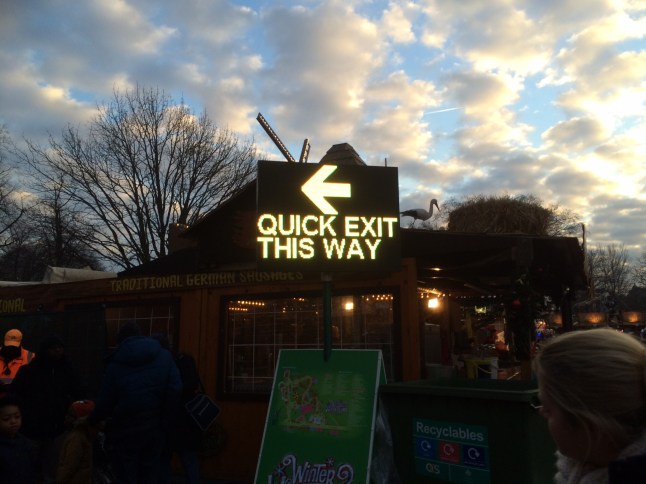 QUICK EXIT
THIS WAY
TRADITIONAL GERMAN SAUSAGES
Recyclables
Winter